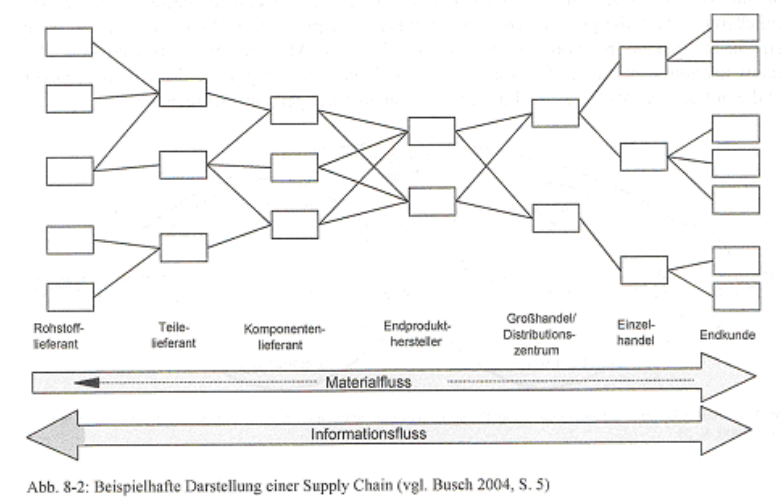 Rohstoff-
lieferant
Teile-
lieferant
Komponenten-
lieferant
Endprodukt-
hersteller
Großhandel/
Distributions-
zentrum
Einzel-
handel
Endkunde
Materialfluss
Informationsfluss
Abb. 8-2: Beispielhafte Darstellung einer Supply Chain (vgl. Busch 2004, S. 5)